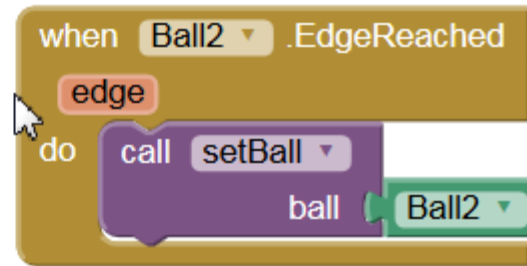 when Ball2 .EdgeReached
edge
do call setBall
ball Ball2